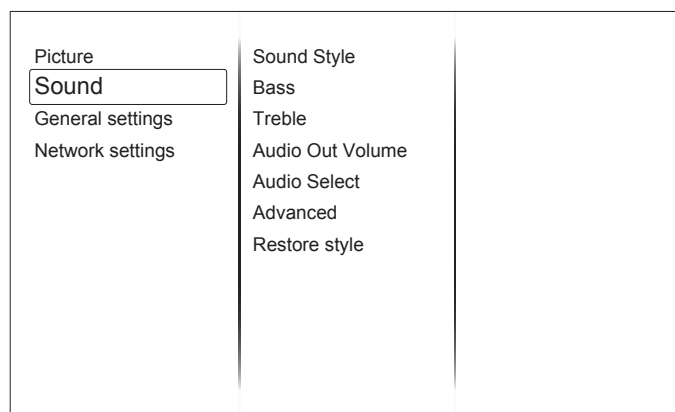 Picture
Sound
General settings
Network settings
Sound Style
Bass
Treble
Audio Out Volume
Audio Select
Advanced
Restore style